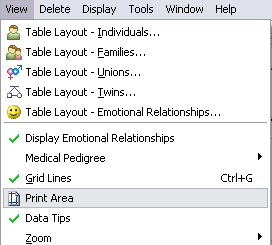 View Delete Display Tools Window Help
Table Layout - Individuals...
Table Layout - Families...
Table Layout - Unions...
Table Layout - Twins...
Table Layout - Emotional Relationships...
Display Emotional Relationships
Medical Pedigree
Grid Lines Ctrl+G
Print Area
Data Tips
Zoom